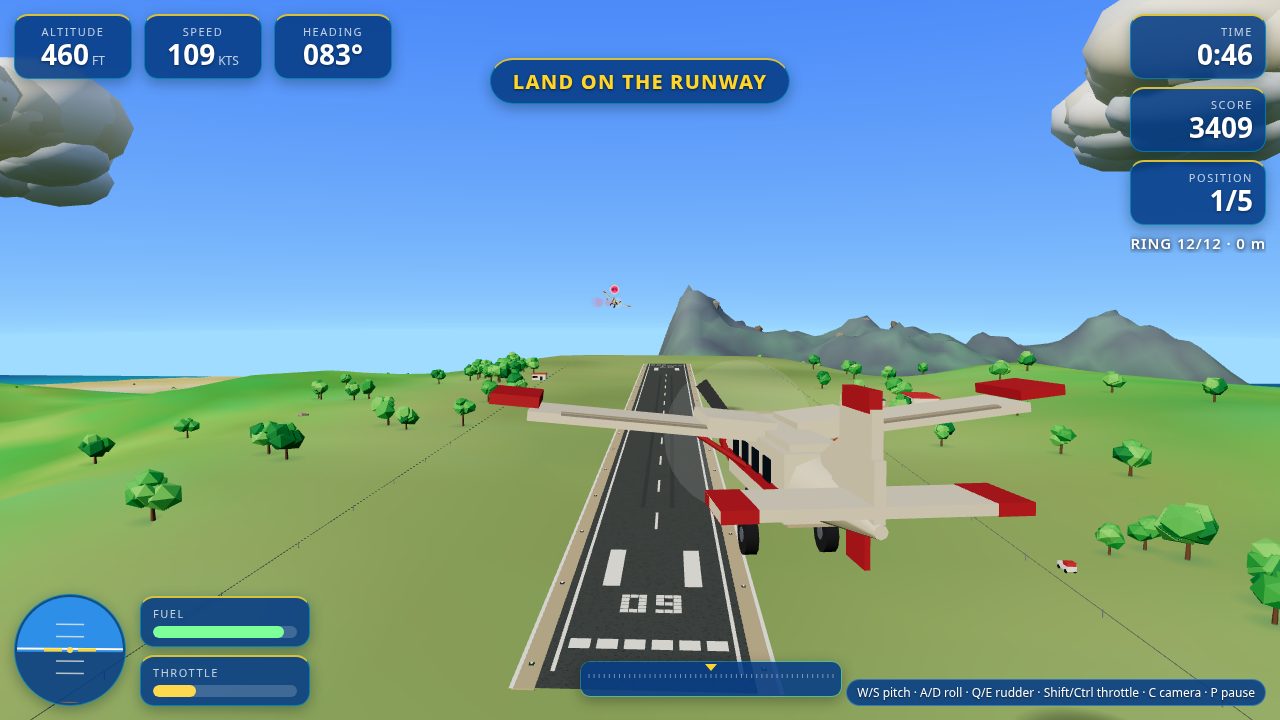 ALTITUDE
460 FT
SPEED
109 KTS
HEADING
083°
LAND ON THE RUNWAY
TIME
0:46
SCORE
3409
POSITION
1/5
RING 12/12 · 0 m
09
FUEL
THROTTLE
W/S pitch · A/D roll · Q/E rudder · Shift/Ctrl throttle · C camera · P pause